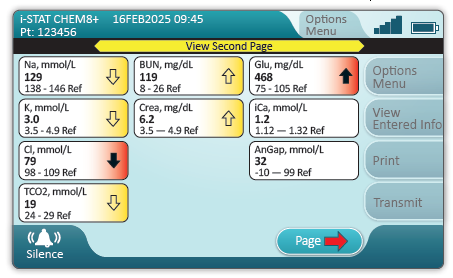 i-STAT CHEM8+ 16FEB2025 09:45
Pt: 123456
Options
Menu
View Second Page
Na, mmol/L
129
138 - 146 Ref
BUN, mg/dL
119
8 - 26 Ref
Glu, mg/dL
468
75 - 105 Ref
Options
Menu
K, mmol/L
3.0
3.5 - 4.9 Ref
Crea, mg/dL
6.2
3.5 — 4.9 Ref
iCa, mmol/L
1.2
1.12 — 1.32 Ref
View
Entered Info
Cl, mmol/L
79
98 - 109 Ref
AnGap, mmol/L
32
-10 — 99 Ref
Print
TCO2, mmol/L
19
24 - 29 Ref
Transmit
Silence
Page